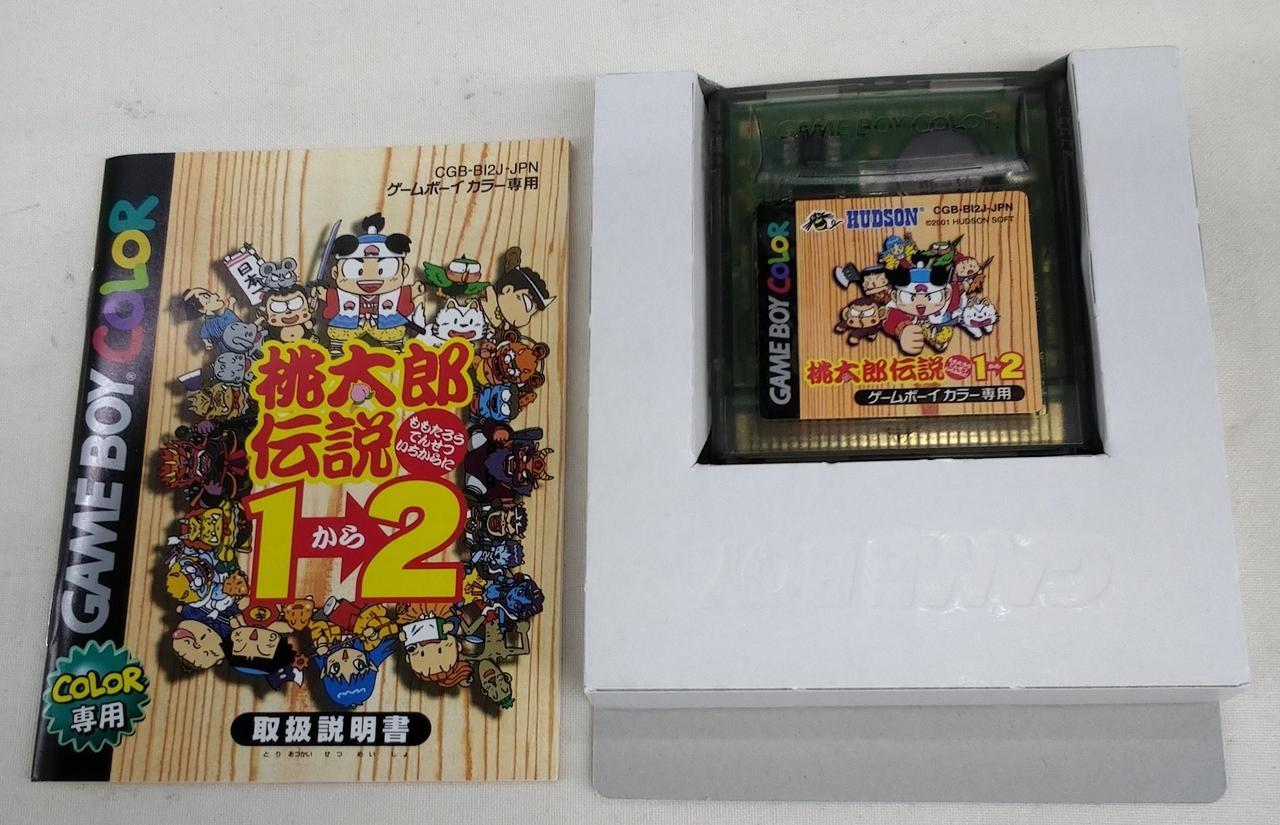 GAME BOY COLOR
COLOR
専用
CGB-BI2J-JPN
ゲームボーイ カラー専用
日本一
桃太郎
伝説
ももたろう
でんせつ
いちからに
1から2
取扱説明書
とり あつかい せつ めい しょ
GAME BOY COLOR
GAME BOY COLOR
HUDSON®
CGB-BI2J-JPN
©2001 HUDSON SOFT
桃太郎伝説
1→2
ゲームボーイ カラー専用